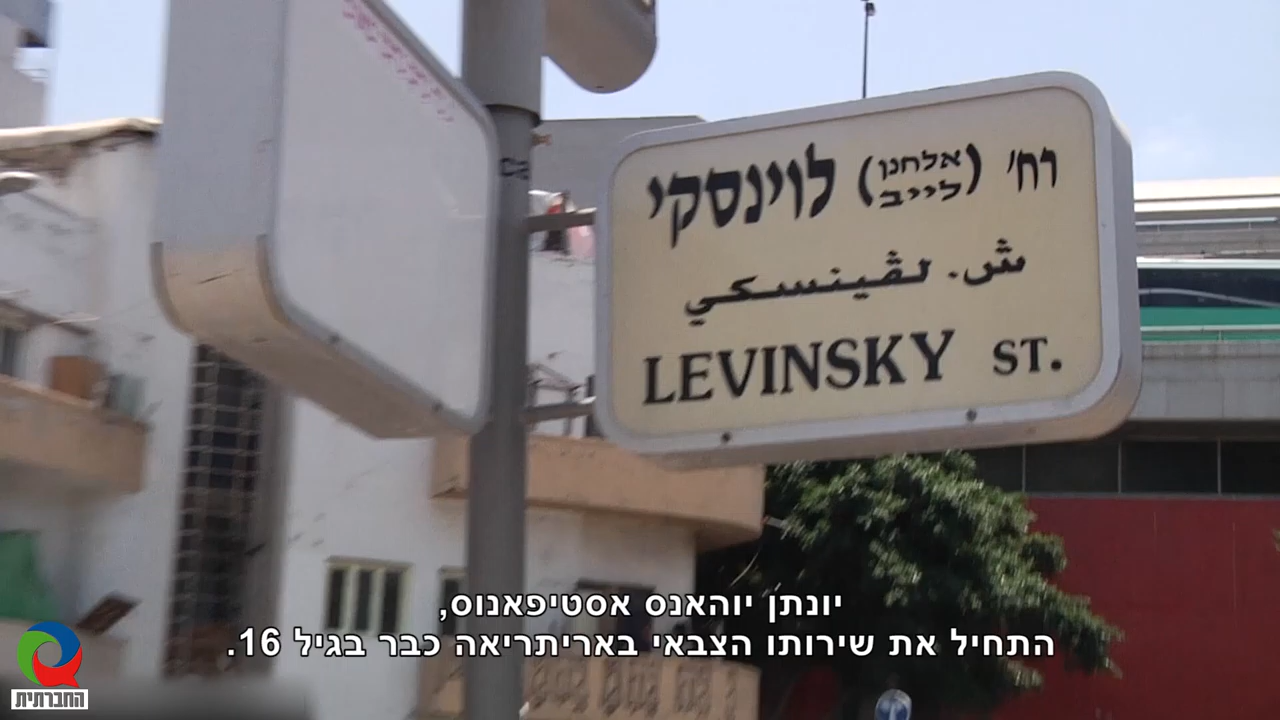 רח' (אלחנן לייב) לוינסקי
ش. لڤينسكي
LEVINSKY ST.
יונתן יוהאנס אסטיפאנוס,
התחיל את שירותו הצבאי באריתריאה כבר בגיל 16.
החברתית